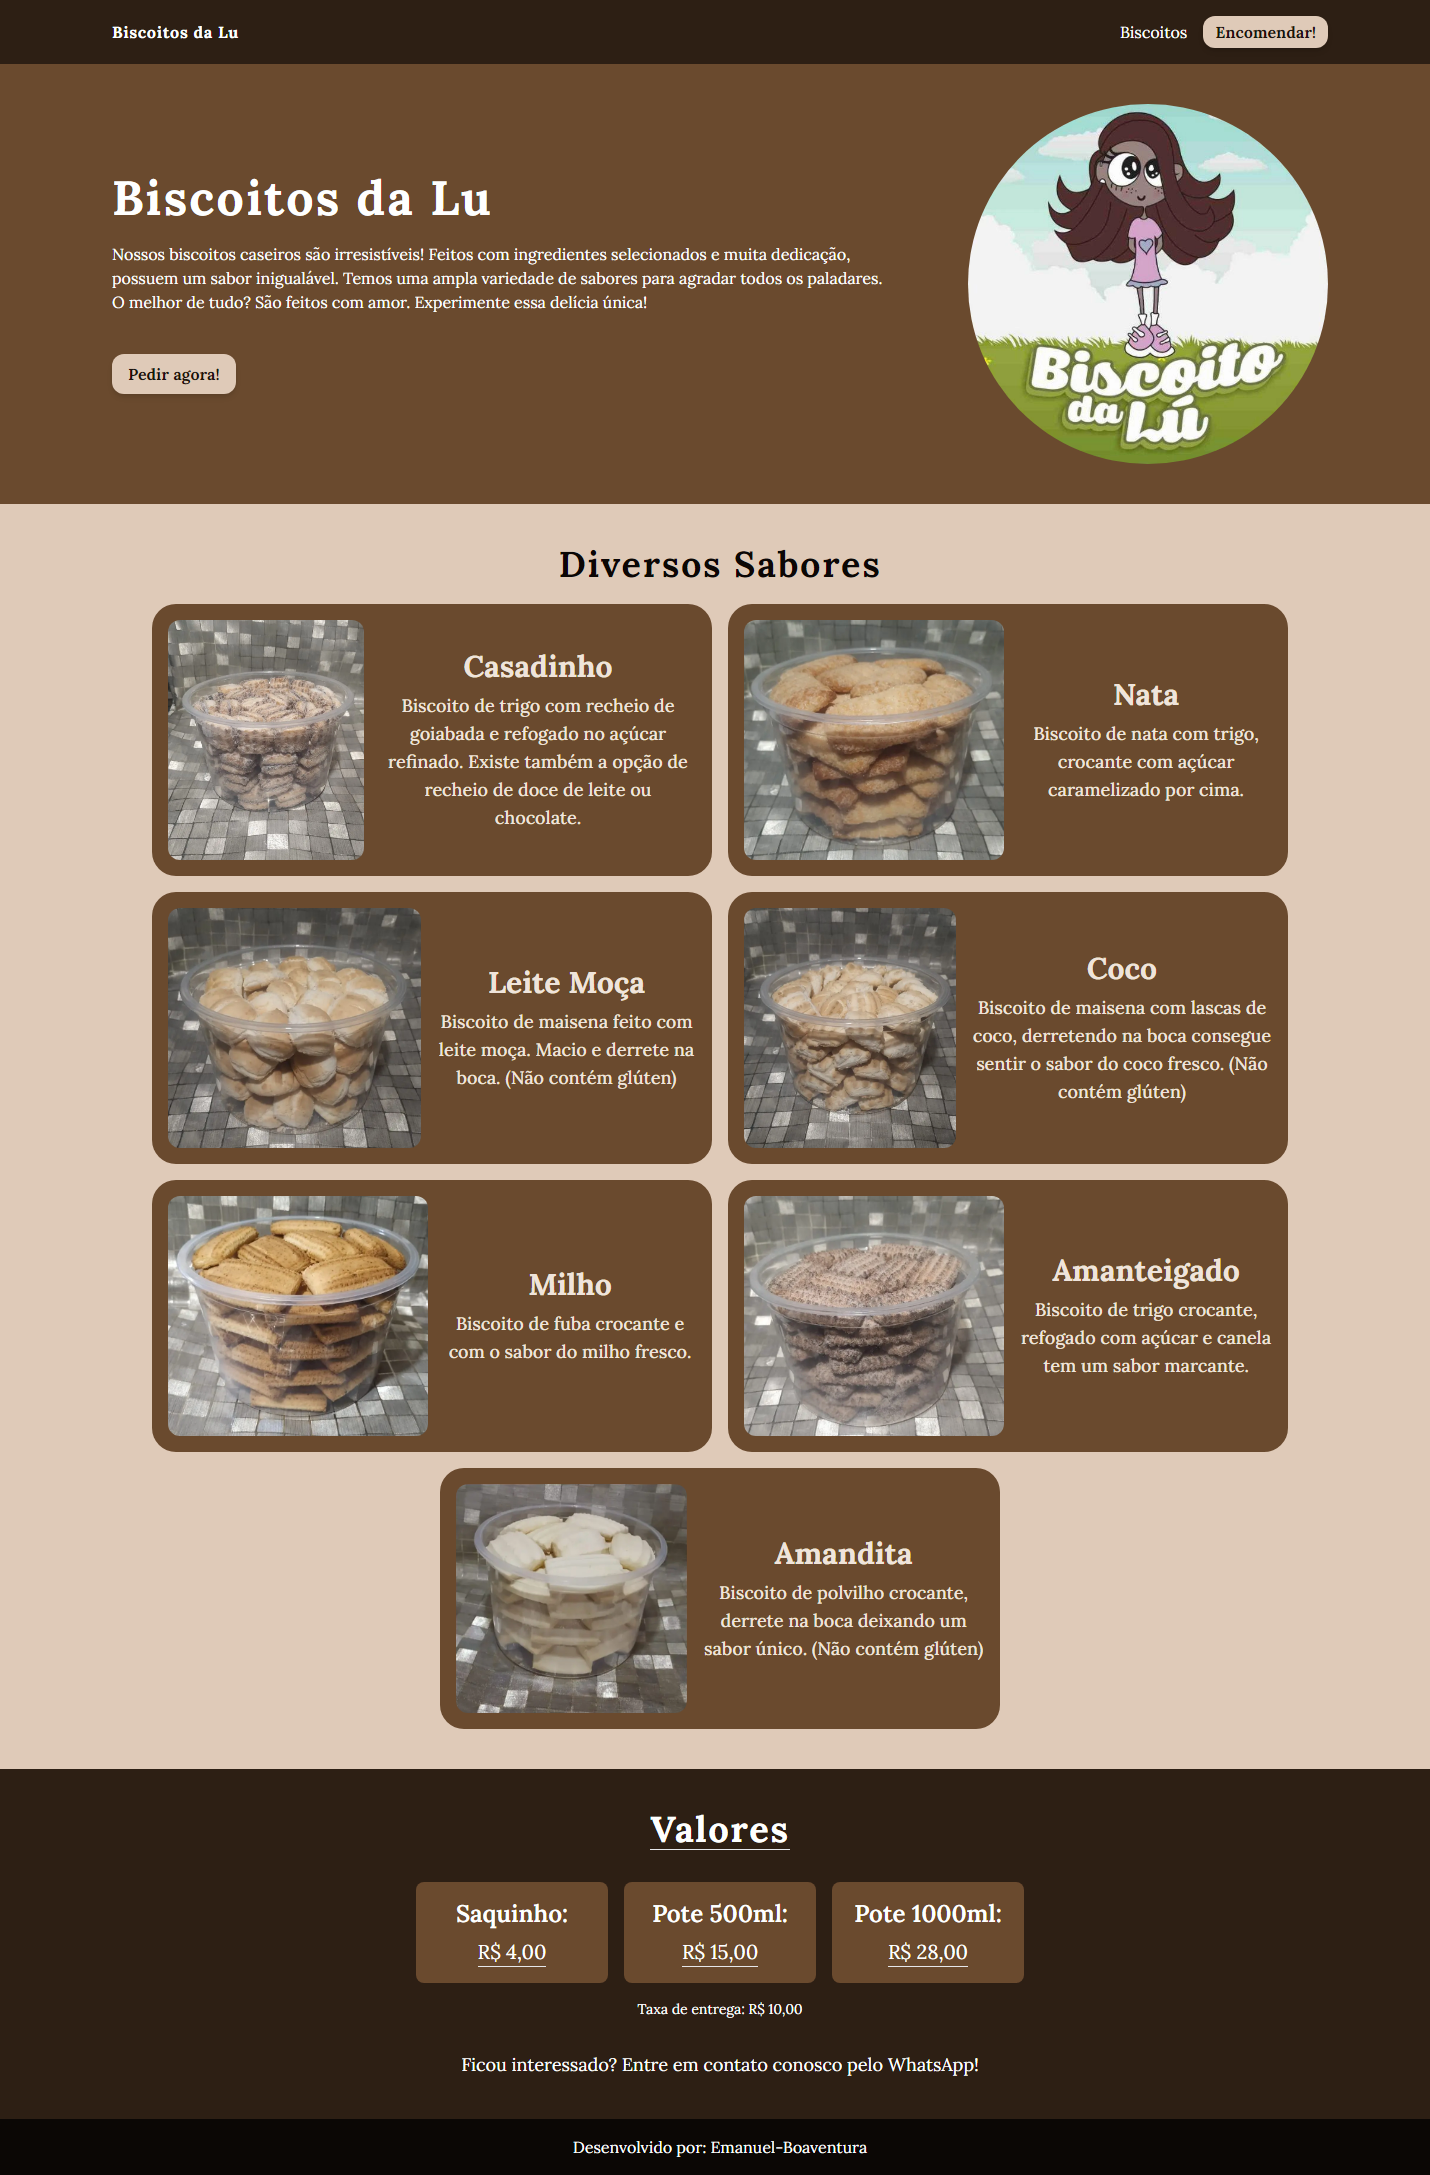 Biscoitos da Lu
Biscoitos
Encomendar!
Biscoitos da Lu
Nossos biscoitos caseiros são irresistíveis! Feitos com ingredientes selecionados e muita dedicação,
possuem um sabor inigualável. Temos uma ampla variedade de sabores para agradar todos os paladares.
O melhor de tudo? São feitos com amor. Experimente essa delícia única!
Pedir agora!
Biscoito
da Lú
Diversos Sabores
Casadinho
Biscoito de trigo com recheio de
goiabada e refogado no açúcar
refinado. Existe também a opção de
recheio de doce de leite ou
chocolate.
Nata
Biscoito de nata com trigo,
crocante com açúcar
caramelizado por cima.
Leite Moça
Biscoito de maisena feito com
leite moça. Macio e derrete na
boca. (Não contém glúten)
Coco
Biscoito de maisena com lascas de
coco, derretendo na boca consegue
sentir o sabor do coco fresco. (Não
contém glúten)
Milho
Biscoito de fuba crocante e
com o sabor do milho fresco.
Amanteigado
Biscoito de trigo crocante,
refogado com açúcar e canela
tem um sabor marcante.
Amandita
Biscoito de polvilho crocante,
derrete na boca deixando um
sabor único. (Não contém glúten)
Valores
Saquinho:
R$ 4,00
Pote 500ml:
R$ 15,00
Pote 1000ml:
R$ 28,00
Taxa de entrega: R$ 10,00
Ficou interessado? Entre em contato conosco pelo WhatsApp!
Desenvolvido por: Emanuel-Boaventura